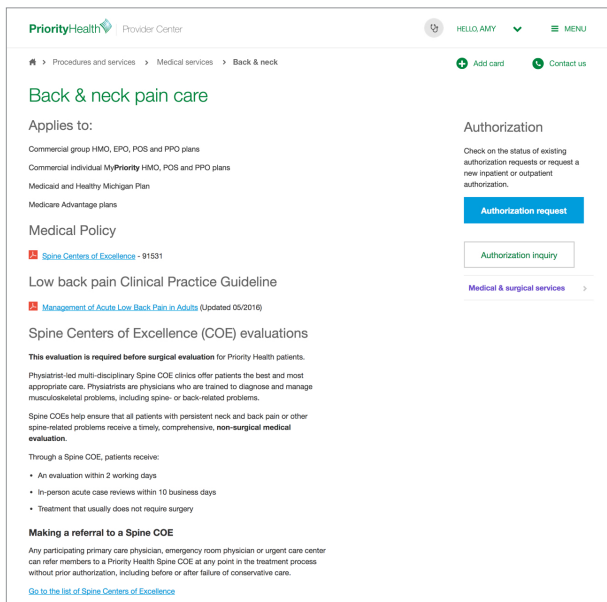 PriorityHealth Provider Center
HELLO, AMY
MENU
Procedures and services > Medical services > Back & neck
Add card
Contact us
Back & neck pain care
Applies to:
Commercial group HMO, EPO, POS and PPO plans
Commercial individual MyPriority HMO, POS and PPO plans
Medicaid and Healthy Michigan Plan
Medicare Advantage plans
Medical Policy
Spine Centers of Excellence - 91531
Low back pain Clinical Practice Guideline
Management of Acute Low Back Pain in Adults (Updated 05/2016)
Spine Centers of Excellence (COE) evaluations
This evaluation is required before surgical evaluation for Priority Health patients.
Physiatrist-led multi-disciplinary Spine COE clinics offer patients the best and most
appropriate care. Physiatrists are physicians who are trained to diagnose and manage
musculoskeletal problems, including spine- or back-related problems.
Spine COEs help ensure that all patients with persistent neck and back pain or other
spine-related problems receive a timely, comprehensive, non-surgical medical
evaluation.
Through a Spine COE, patients receive:
• An evaluation within 2 working days
• In-person acute case reviews within 10 business days
• Treatment that usually does not require surgery
Making a referral to a Spine COE
Any participating primary care physician, emergency room physician or urgent care center
can refer members to a Priority Health Spine COE at any point in the treatment process
without prior authorization, including before or after failure of conservative care.
Go to the list of Spine Centers of Excellence
Authorization
Check on the status of existing
authorization requests or request a
new inpatient or outpatient
authorization.
Authorization request
Authorization inquiry
Medical & surgical services >